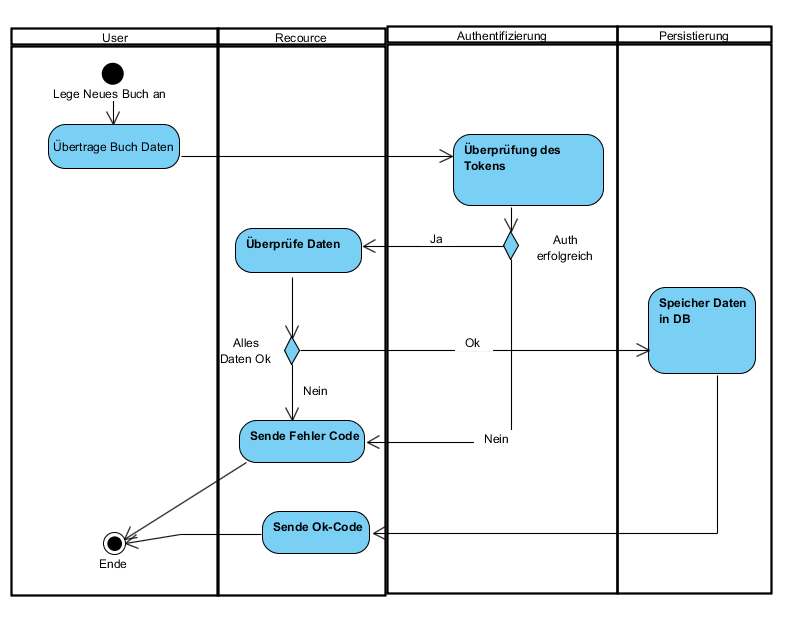 User
Recource
Authentifizierung
Persistierung
Lege Neues Buch an
Übertrage Buch Daten
Überprüfung des
Tokens
Überprüfe Daten
Ja
Auth
erfolgreich
Speicher Daten
in DB
Alles
Daten Ok
Ok
Nein
Sende Fehler Code
Nein
Sende Ok-Code
Ende